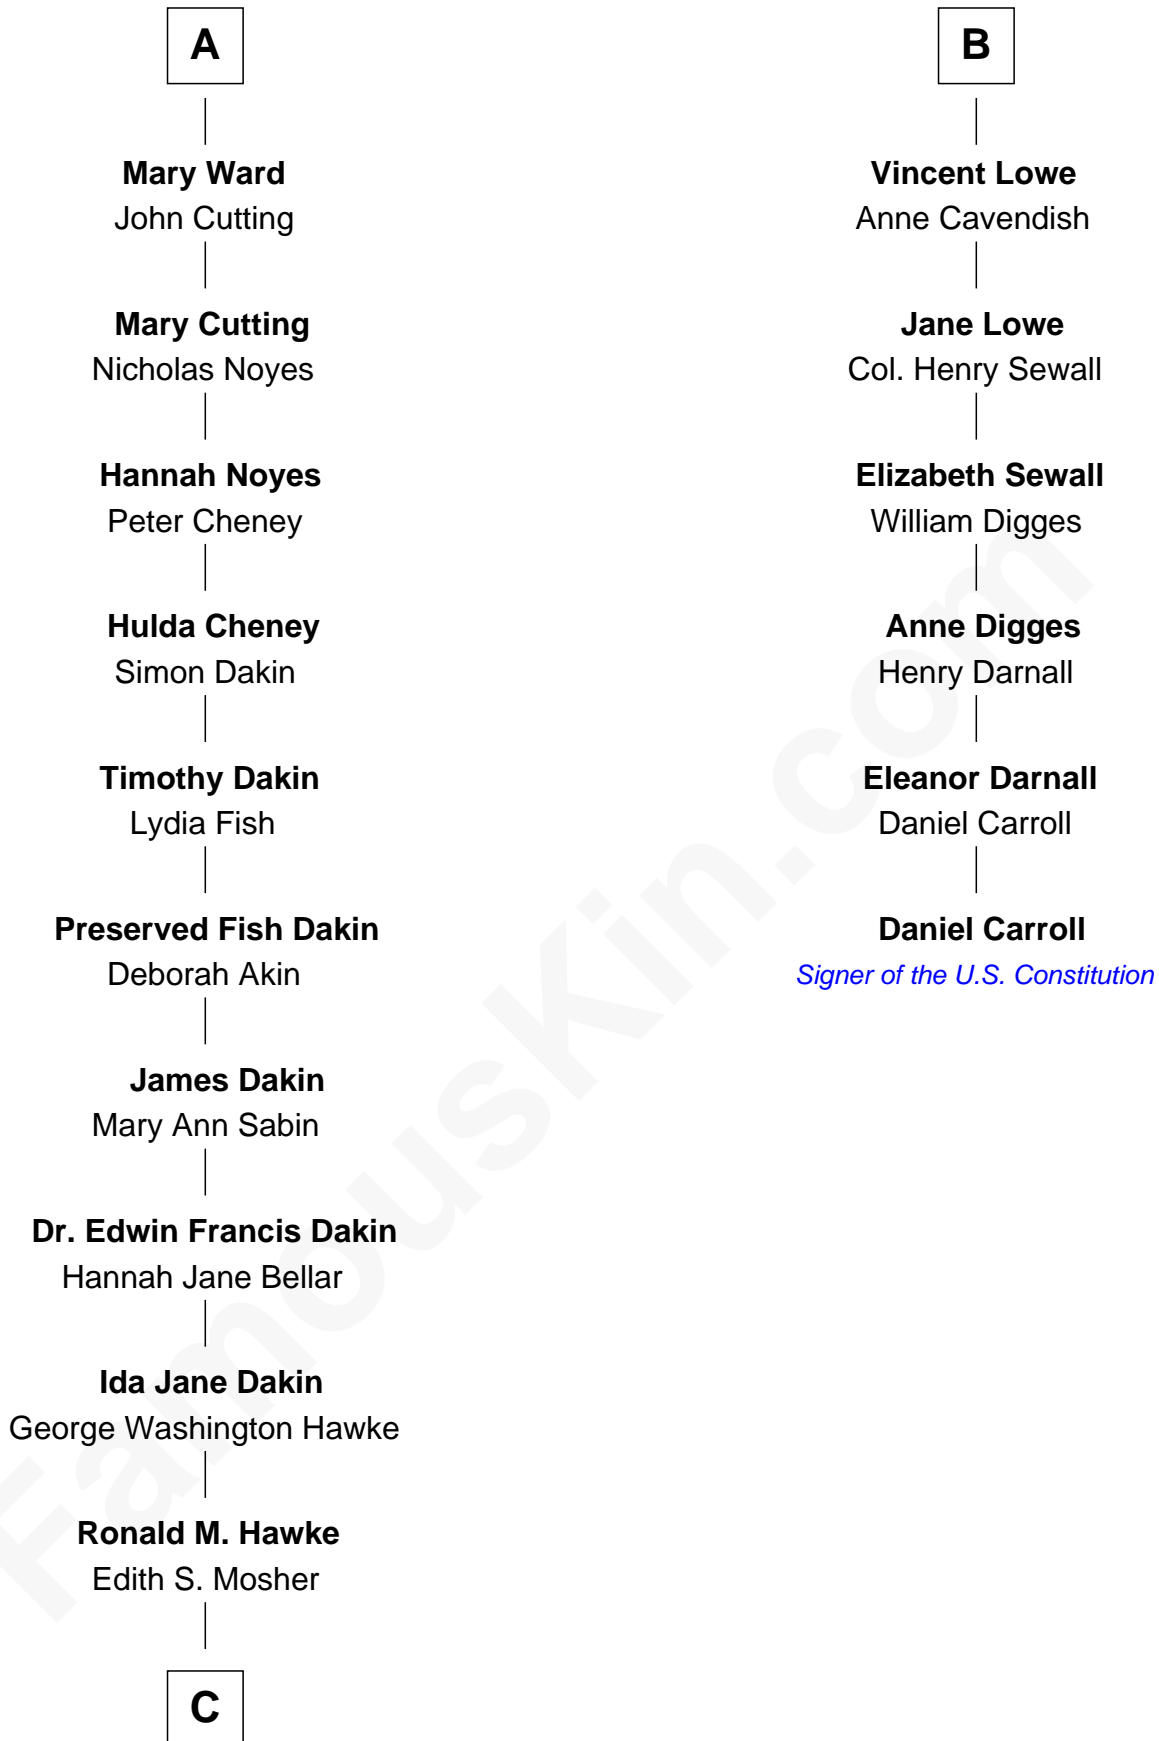 A
Mary Ward
John Cutting
Mary Cutting
Nicholas Noyes
Hannah Noyes
Peter Cheney
Hulda Cheney
Simon Dakin
Timothy Dakin
Lydia Fish
Preserved Fish Dakin
Deborah Akin
James Dakin
Mary Ann Sabin
Dr. Edwin Francis Dakin
Hannah Jane Bellar
Ida Jane Dakin
George Washington Hawke
Ronald M. Hawke
Edith S. Mosher
C
B
Vincent Lowe
Anne Cavendish
Jane Lowe
Col. Henry Sewall
Elizabeth Sewall
William Digges
Anne Digges
Henry Darnall
Eleanor Darnall
Daniel Carroll
Daniel Carroll
Signer of the U.S. Constitution
FamousKin.com